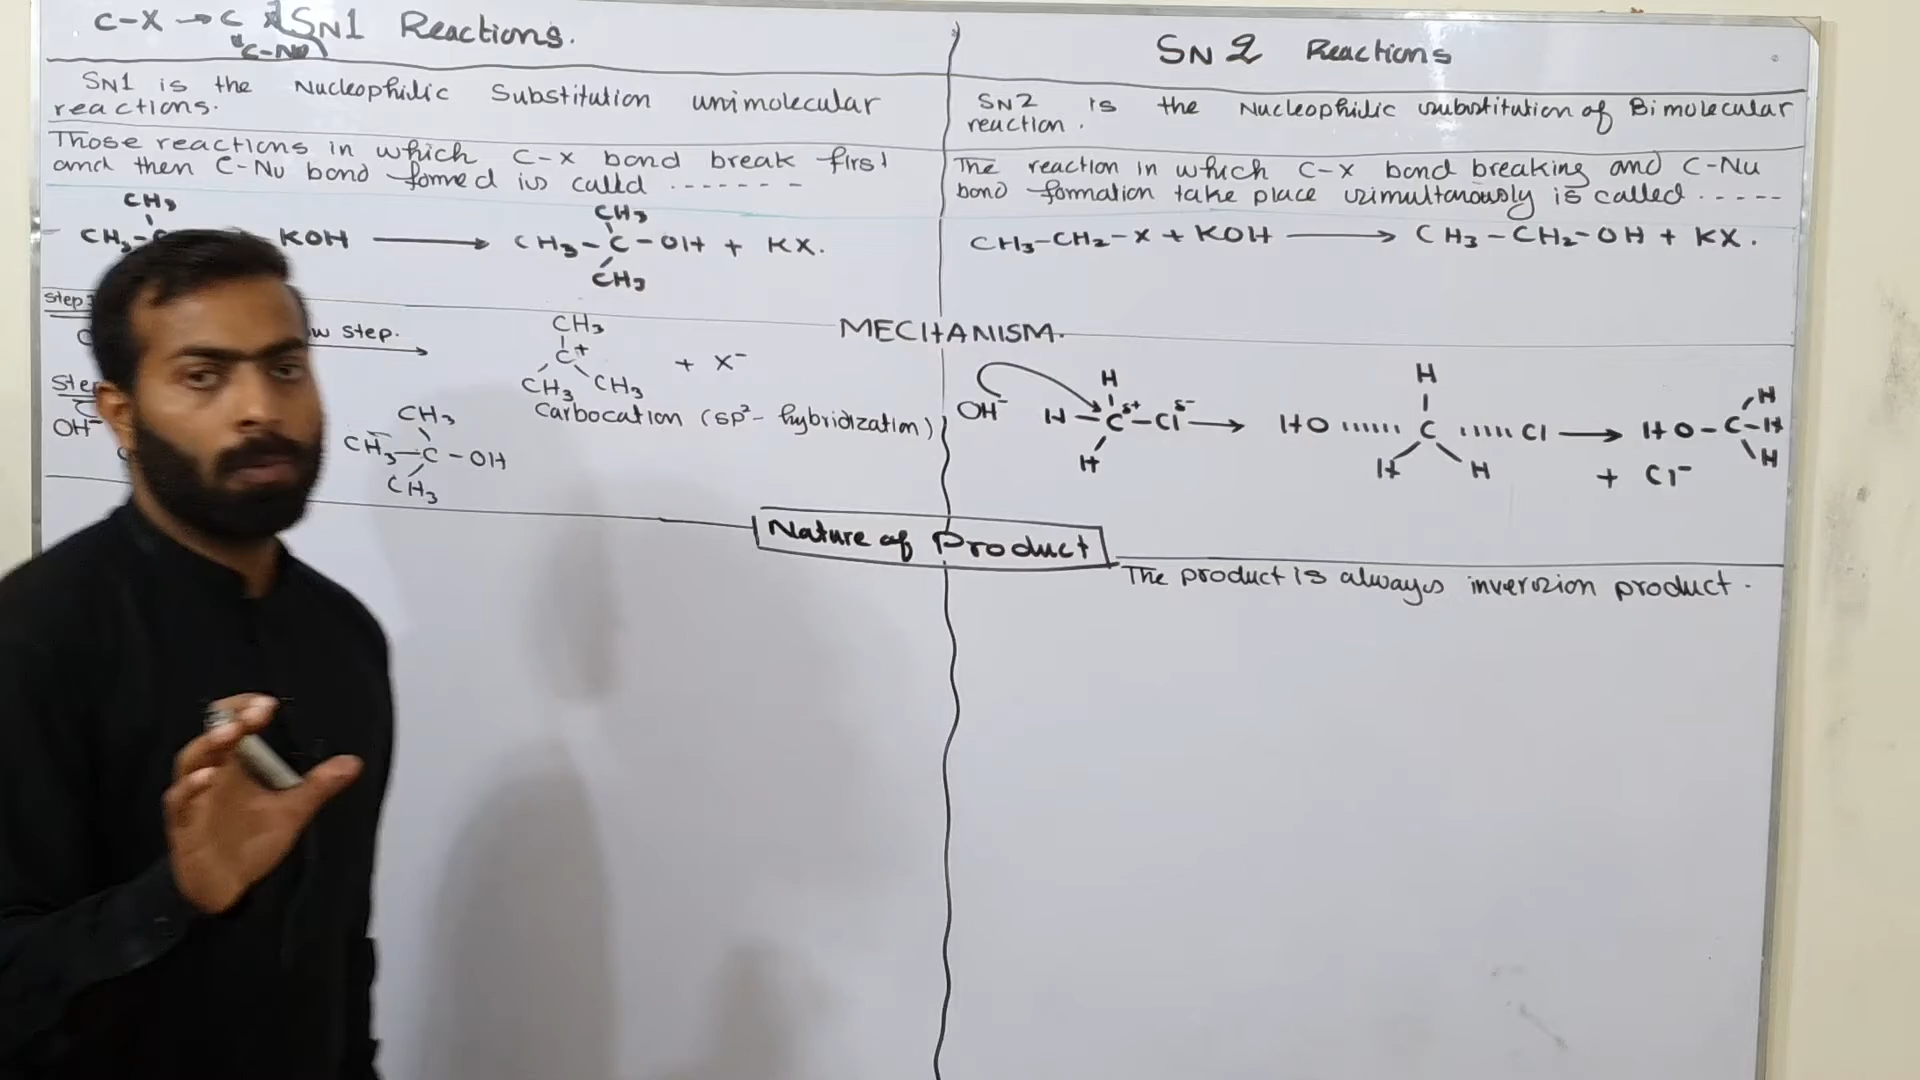 C-X → C X SN1 Reactions.
C-Nu
SN1 is the Nucleophilic Substitution unimolecular
reactions.
Those reactions in which C-X bond break first
and then C-Nu bond formed is called .......
CH3
CH3-C KOH → CH3-C-OH + KX.
CH3
CH3
Step
step.
CH3
C+ + X-
CH3 CH3
Carbocation (SP2- hybridization)
Step
OH-
CH3
CH3-C-OH
CH3
SN2 Reactions
SN2 is the Nucleophilic substitution of Bimolecular
reaction.
The reaction in which C-X bond breaking and C-Nu
bond formation take place simultanously is called .....
CH3-CH2-X + KOH → CH3-CH2-OH + KX.
MECHANISM.
H
OH- H-C δ+ -Cl δ- →
H
H
HO ...... C ..... Cl →
H H
H
HO-C-H
H
+ Cl-
Nature of Product
The product is always inversion product.